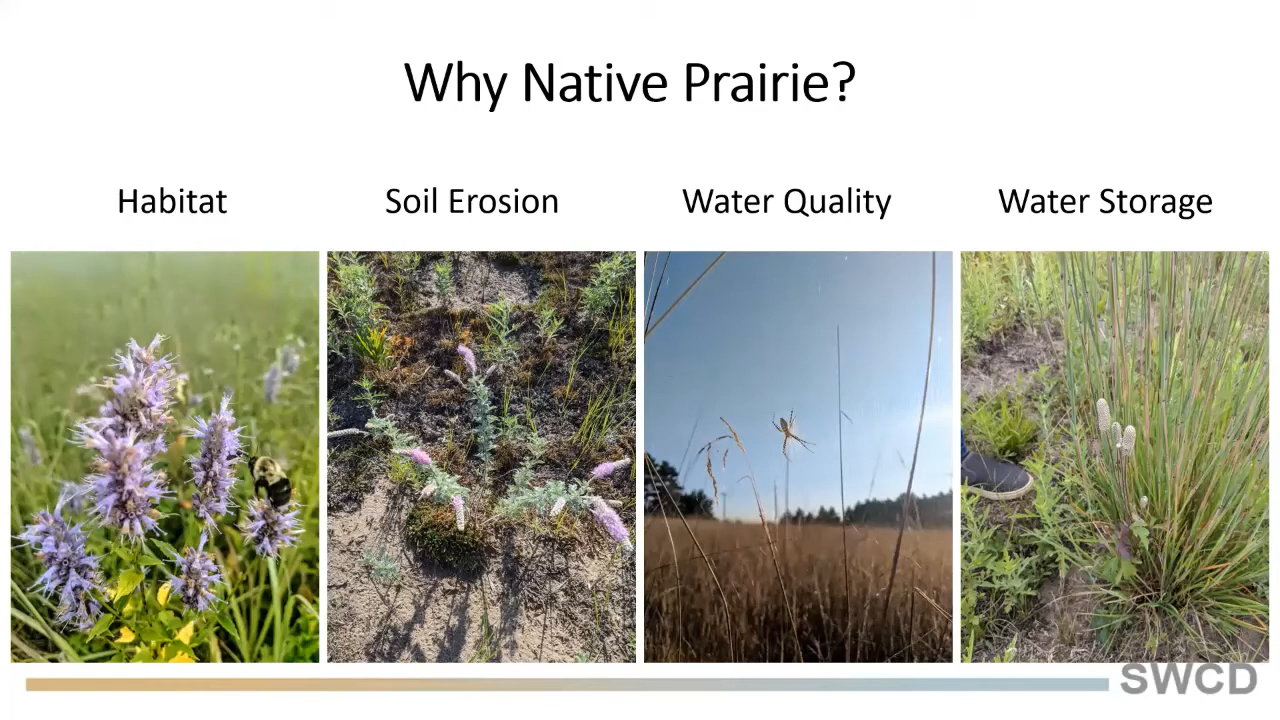 Why Native Prairie?
Habitat
Soil Erosion
Water Quality
Water Storage
SWCD